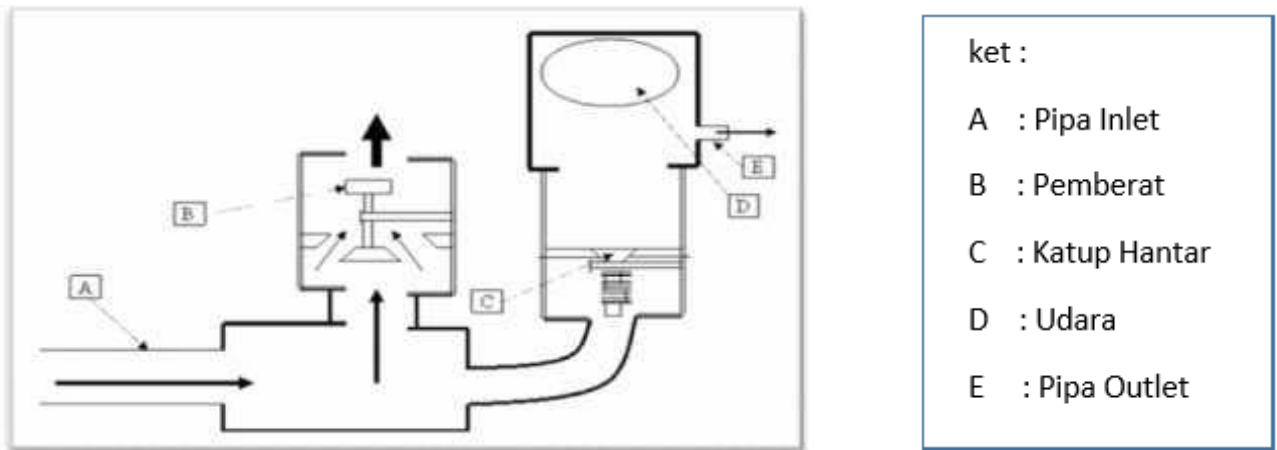 B
A
C
D
E
ket :
A : Pipa Inlet
B : Pemberat
C : Katup Hantar
D : Udara
E : Pipa Outlet